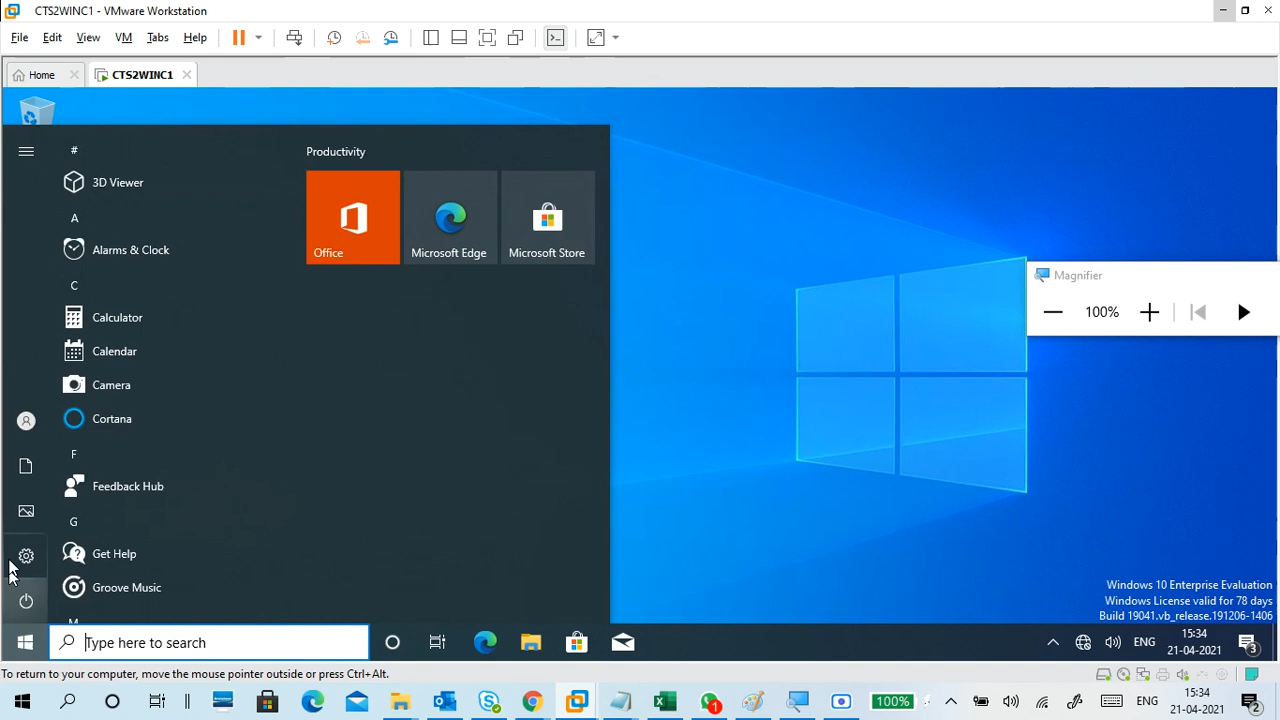 CTS2WINC1 - VMware Workstation
File Edit View VM Tabs Help
Home CTS2WINC1
#
3D Viewer
A
Alarms & Clock
C
Calculator
Calendar
Camera
Cortana
F
Feedback Hub
G
Get Help
Groove Music
M
Productivity
Office Microsoft Edge Microsoft Store
Magnifier
100%
Windows 10 Enterprise Evaluation
Windows License valid for 78 days
Build 19041.vb_release.191206-1406
Type here to search
ENG
15:34
21-04-2021
3
To return to your computer, move the mouse pointer outside or press Ctrl+Alt.
1
100%
ENG
15:34
21-04-2021
2